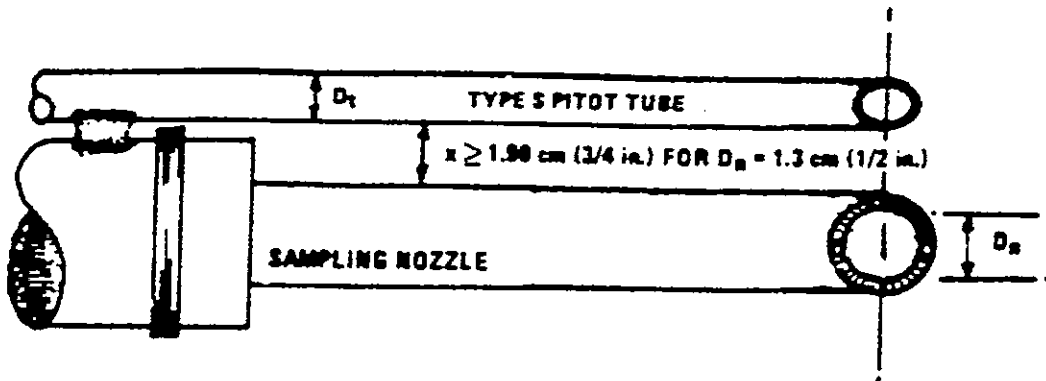 Dt
TYPE S PITOT TUBE
x ≥ 1.90 cm (3/4 in.) FOR Dn = 1.3 cm (1/2 in.)
SAMPLING NOZZLE
Dn